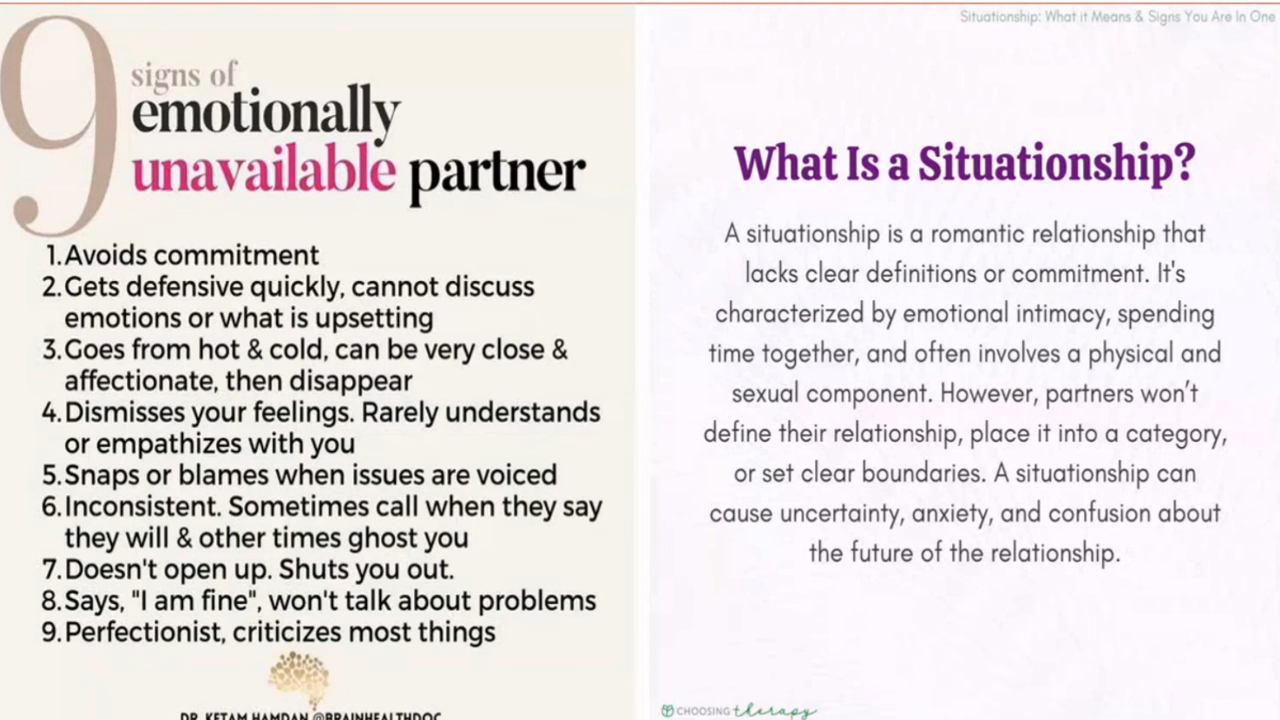 9
signs of
emotionally
unavailable partner
1. Avoids commitment
2. Gets defensive quickly, cannot discuss
emotions or what is upsetting
3. Goes from hot & cold, can be very close &
affectionate, then disappear
4. Dismisses your feelings. Rarely understands
or empathizes with you
5. Snaps or blames when issues are voiced
6. Inconsistent. Sometimes call when they say
they will & other times ghost you
7. Doesn't open up. Shuts you out.
8. Says, "I am fine", won't talk about problems
9. Perfectionist, criticizes most things
DR. KETAM HAMDAN @BRAINHEALTHDOC
Situationship: What it Means & Signs You Are In One
What Is a Situationship?
A situationship is a romantic relationship that
lacks clear definitions or commitment. It's
characterized by emotional intimacy, spending
time together, and often involves a physical and
sexual component. However, partners won’t
define their relationship, place it into a category,
or set clear boundaries. A situationship can
cause uncertainty, anxiety, and confusion about
the future of the relationship.
CHOOSING therapy